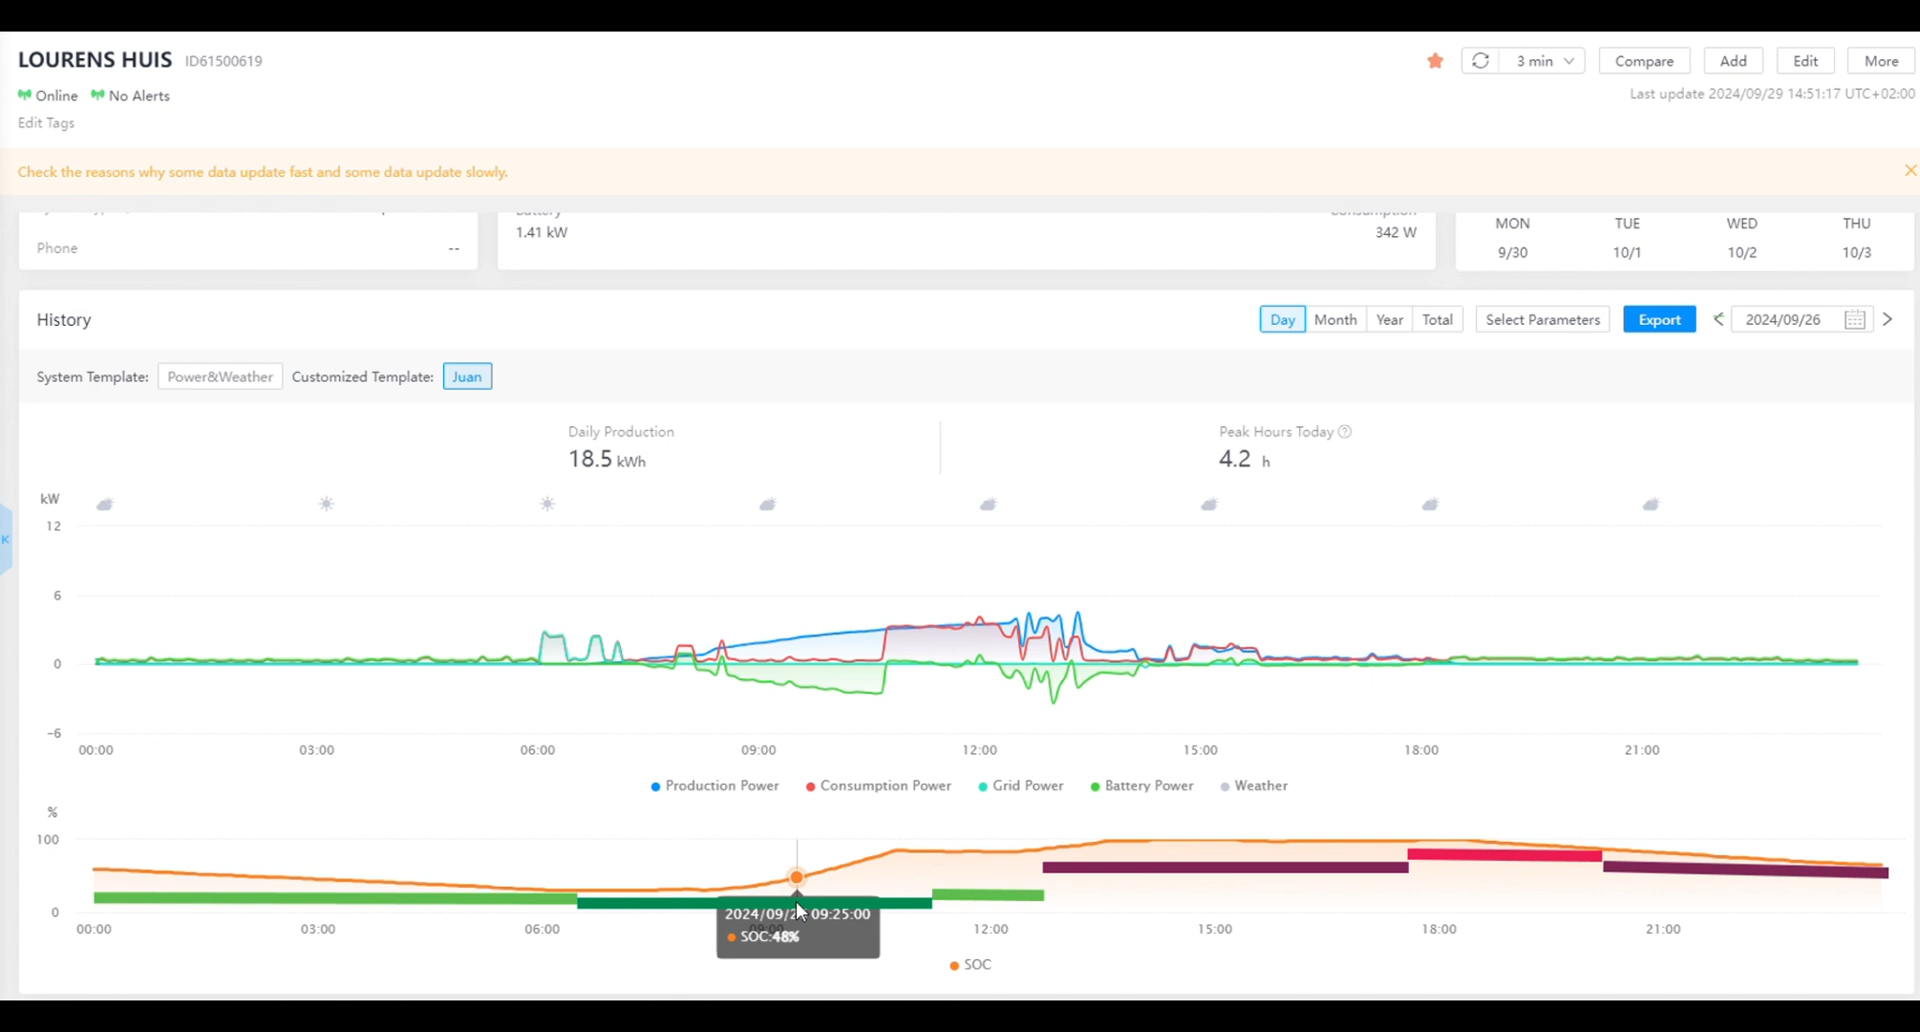 LOURENS HUIS ID61500619
3 min Compare Add Edit More
Online No Alerts
Last update 2024/09/29 14:51:17 UTC+02:00
Edit Tags
Check the reasons why some data update fast and some data update slowly.
Battery Consumption
1.41 kW 342 W
Phone --
MON TUE WED THU
9/30 10/1 10/2 10/3
History
Day Month Year Total Select Parameters Export < 2024/09/26 >
System Template: Power&Weather Customized Template: Juan
Daily Production Peak Hours Today
18.5 kWh 4.2 h
kW
12
6
0
-6
00:00 03:00 06:00 09:00 12:00 15:00 18:00 21:00
Production Power Consumption Power Grid Power Battery Power Weather
%
100
0
2024/09/2 09:25:00
SOC:48%
00:00 03:00 06:00 09:00 12:00 15:00 18:00 21:00
SOC